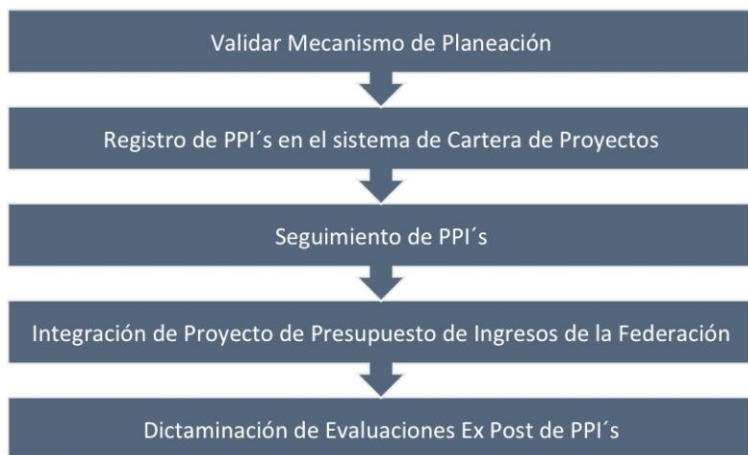 Validar Mecanismo de Planeación
Registro de PPI´s en el sistema de Cartera de Proyectos
Seguimiento de PPI´s
Integración de Proyecto de Presupuesto de Ingresos de la Federación
Dictaminación de Evaluaciones Ex Post de PPI´s